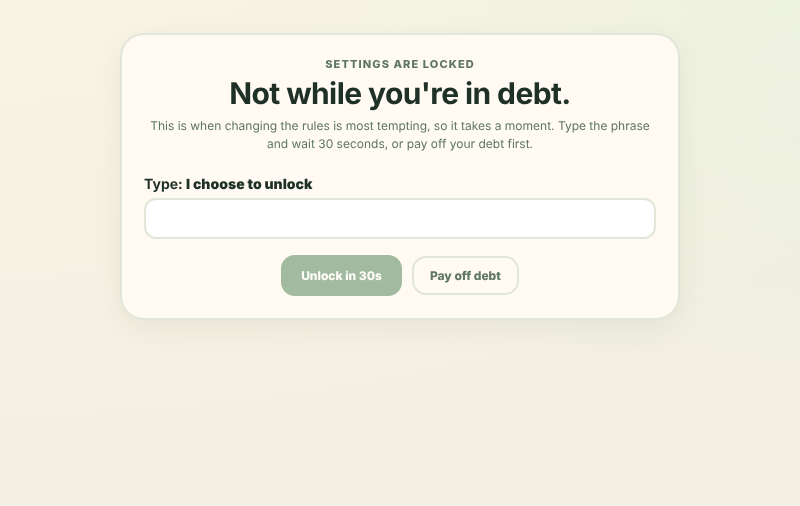 SETTINGS ARE LOCKED
Not while you're in debt.
This is when changing the rules is most tempting, so it takes a moment. Type the phrase
and wait 30 seconds, or pay off your debt first.
Type: I choose to unlock
Unlock in 30s
Pay off debt